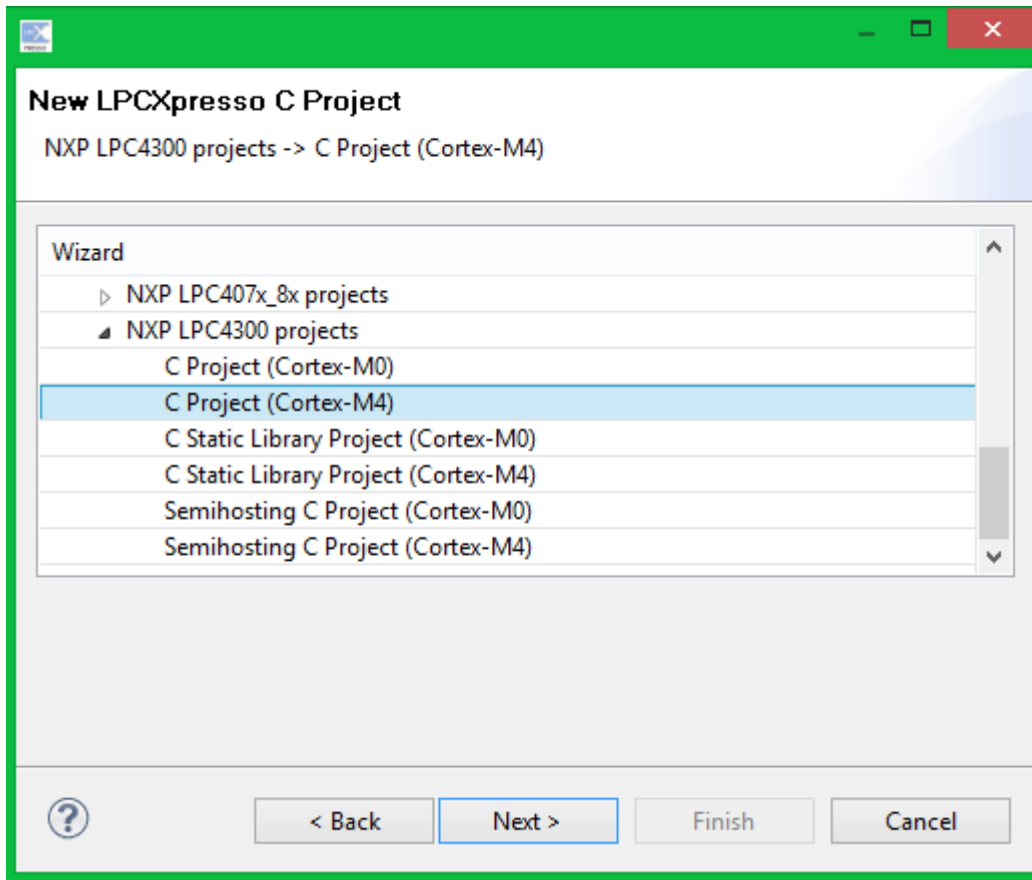 New LPCXpresso C Project
NXP LPC4300 projects -> C Project (Cortex-M4)
Wizard
NXP LPC407x_8x projects
NXP LPC4300 projects
C Project (Cortex-M0)
C Project (Cortex-M4)
C Static Library Project (Cortex-M0)
C Static Library Project (Cortex-M4)
Semihosting C Project (Cortex-M0)
Semihosting C Project (Cortex-M4)
? < Back Next > Finish Cancel